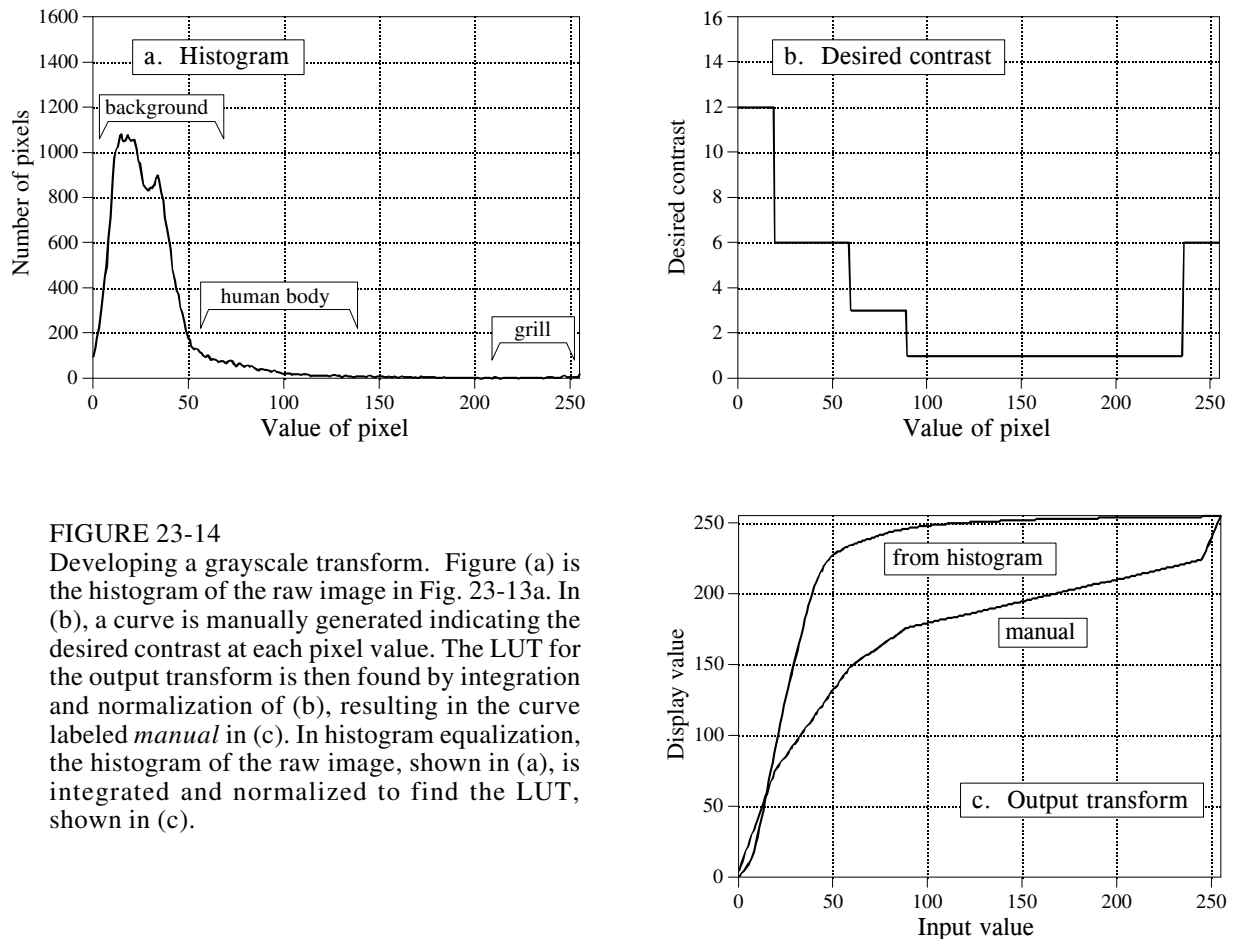 a. Histogram
background
human body
grill
Number of pixels
1600
1400
1200
1000
800
600
400
200
0
0 50 100 150 200 250
Value of pixel
b. Desired contrast
Desired contrast
16
14
12
10
8
6
4
2
0
0 50 100 150 200 250
Value of pixel
FIGURE 23-14
Developing a grayscale transform. Figure (a) is
the histogram of the raw image in Fig. 23-13a. In
(b), a curve is manually generated indicating the
desired contrast at each pixel value. The LUT for
the output transform is then found by integration
and normalization of (b), resulting in the curve
labeled manual in (c). In histogram equalization,
the histogram of the raw image, shown in (a), is
integrated and normalized to find the LUT,
shown in (c).
from histogram
manual
c. Output transform
Display value
250
200
150
100
50
0
0 50 100 150 200 250
Input value